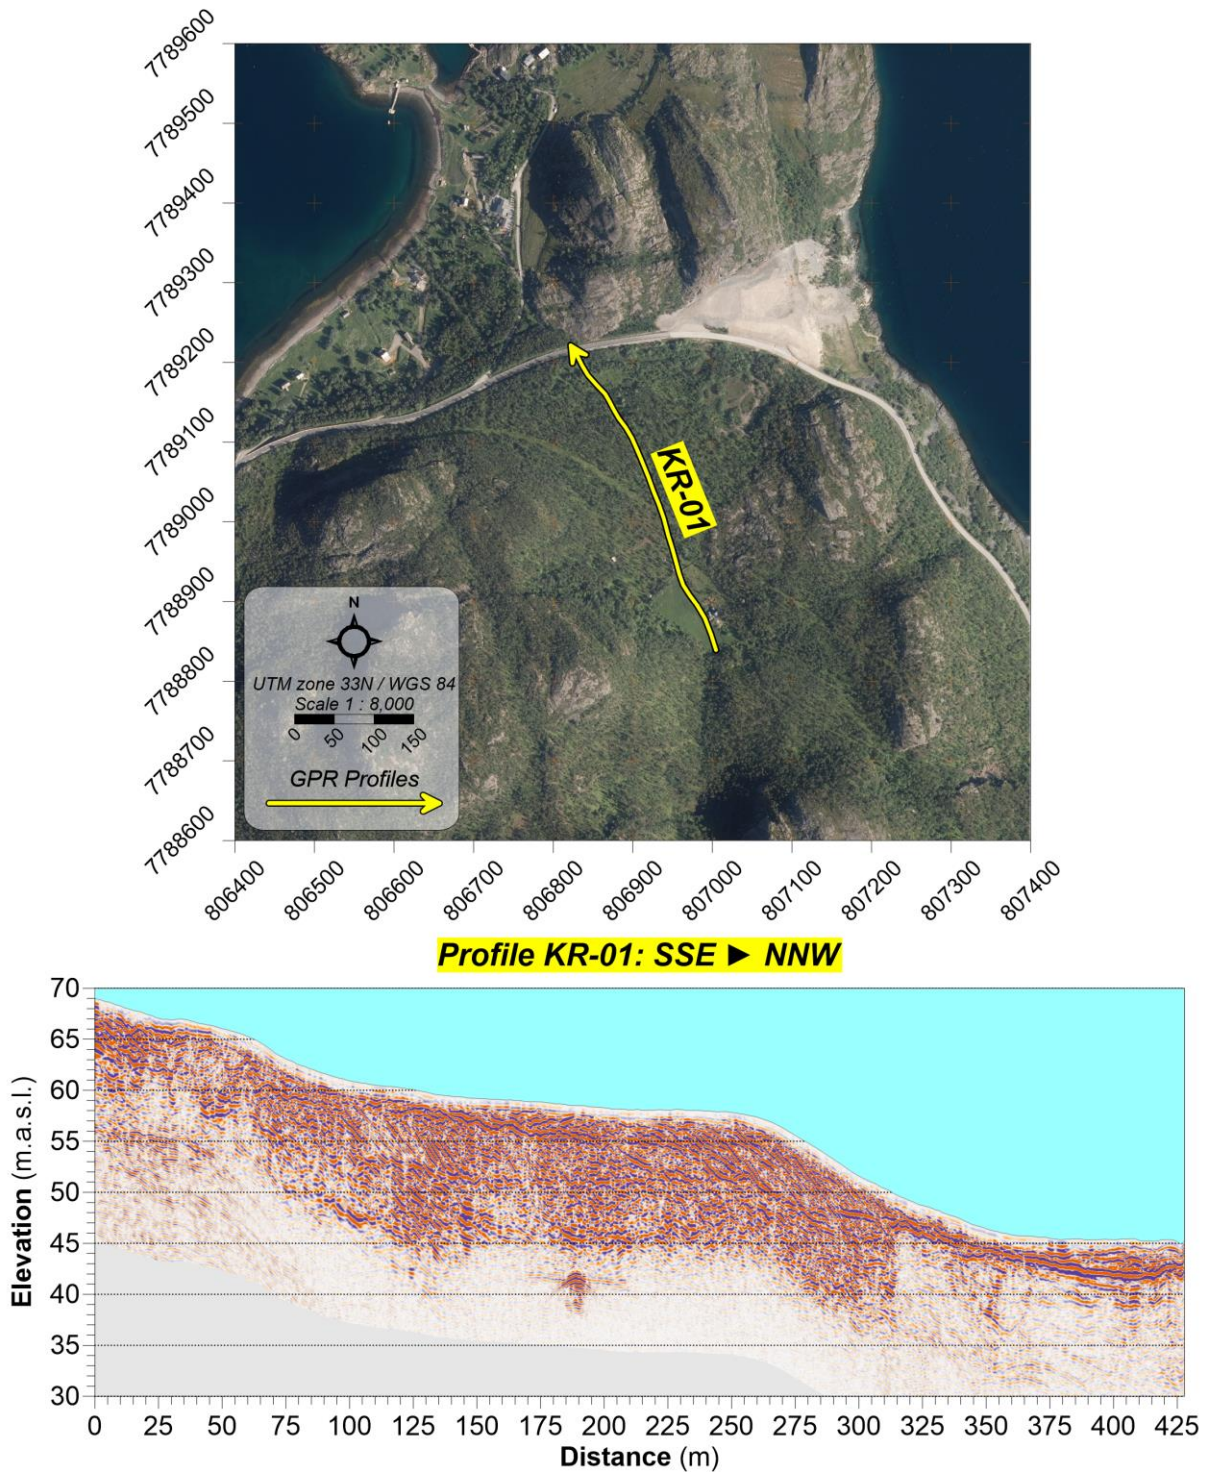 7789600
7789500
7789400
7789300
7789200
7789100
7789000
7788900
7788800
7788700
7788600
KR-01
N
UTM zone 33N / WGS 84
Scale 1 : 8,000
0 50 100 150
GPR Profiles
806400 806500 806600 806700 806800 806900 807000 807100 807200 807300 807400
Profile KR-01: SSE ► NNW
70
65
60
55
50
45
40
35
30
Elevation (m.a.s.l.)
0 25 50 75 100 125 150 175 200 225 250 275 300 325 350 375 400 425
Distance (m)